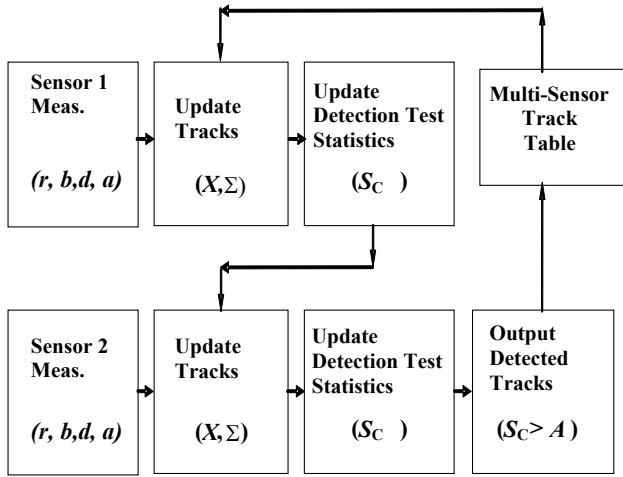 Sensor 1
Meas.
(r, b,d, a)
Update
Tracks
(X,Σ)
Update
Detection Test
Statistics
(SC )
Multi-Sensor
Track
Table
Sensor 2
Meas.
(r, b,d, a)
Update
Tracks
(X,Σ)
Update
Detection Test
Statistics
(SC )
Output
Detected
Tracks
(SC> A )